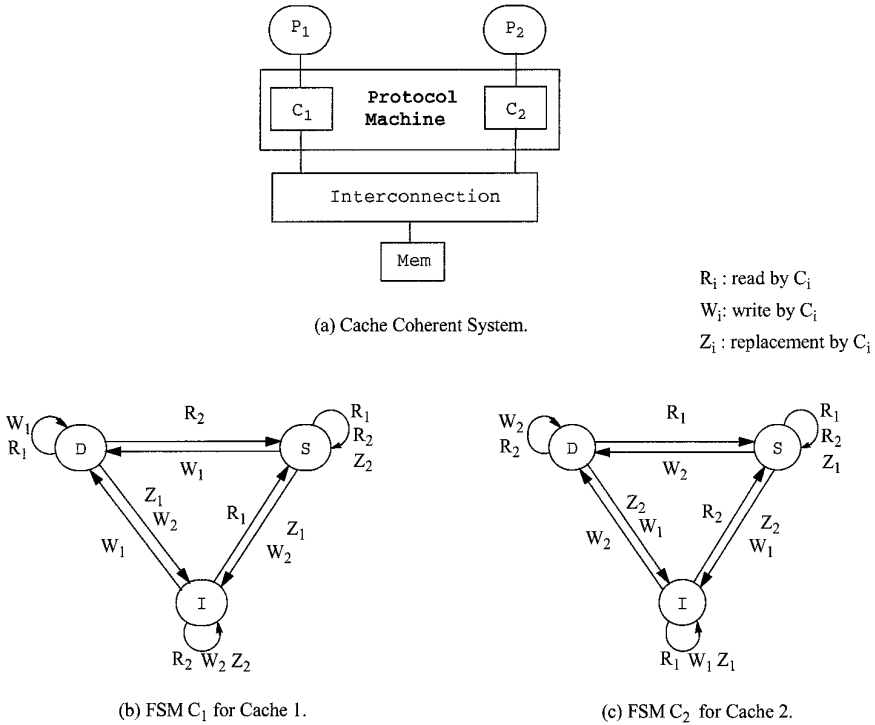 P1
P2
C1
Protocol
Machine
C2
Interconnection
Mem
(a) Cache Coherent System.
Ri : read by Ci
Wi: write by Ci
Zi : replacement by Ci
W1
R1
D
R2
W1
S
R1
R2
Z2
Z1
W2
W1
R1
Z1
W2
I
R2 W2 Z2
(b) FSM C1 for Cache 1.
W2
R2
D
R1
W2
S
R1
R2
Z1
Z2
W1
W2
R2
Z2
W1
I
R1 W1 Z1
(c) FSM C2 for Cache 2.